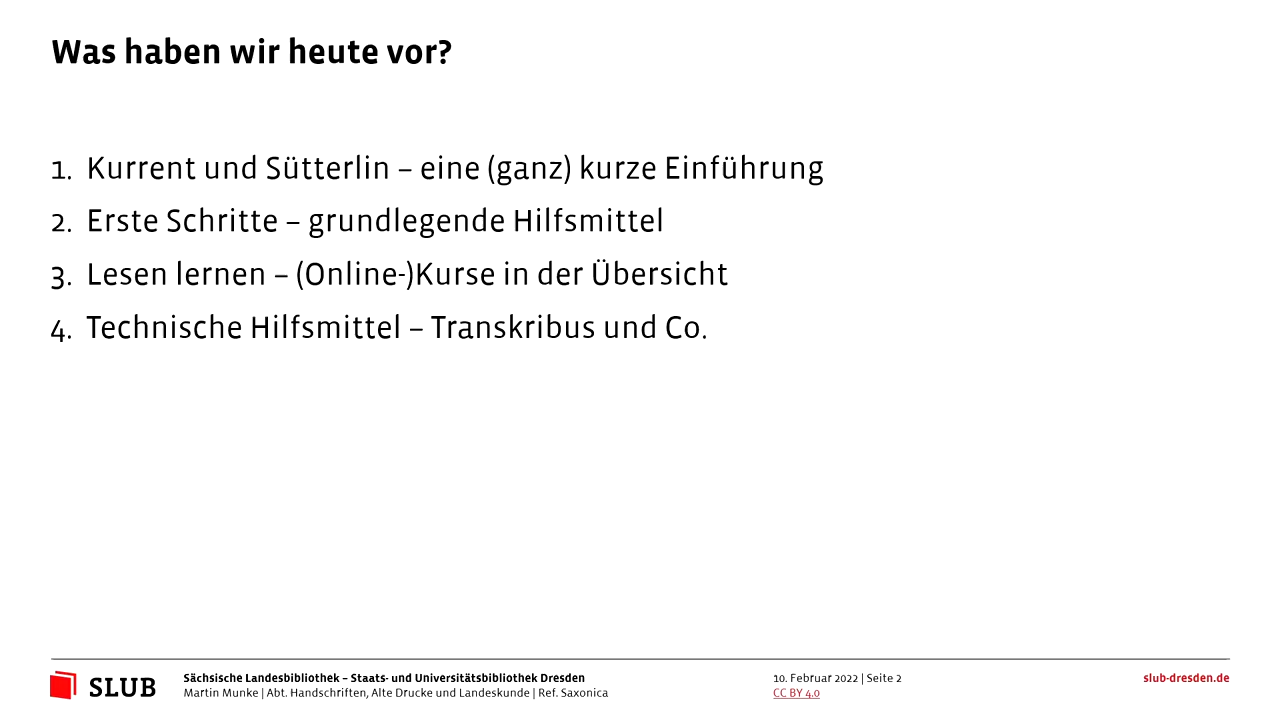 Was haben wir heute vor?
1. Kurrent und Sütterlin – eine (ganz) kurze Einführung
2. Erste Schritte – grundlegende Hilfsmittel
3. Lesen lernen – (Online-)Kurse in der Übersicht
4. Technische Hilfsmittel – Transkribus und Co.
SLUB
Sächsische Landesbibliothek – Staats- und Universitätsbibliothek Dresden
Martin Munke | Abt. Handschriften, Alte Drucke und Landeskunde | Ref. Saxonica
10. Februar 2022 | Seite 2
CC BY 4.0
slub-dresden.de